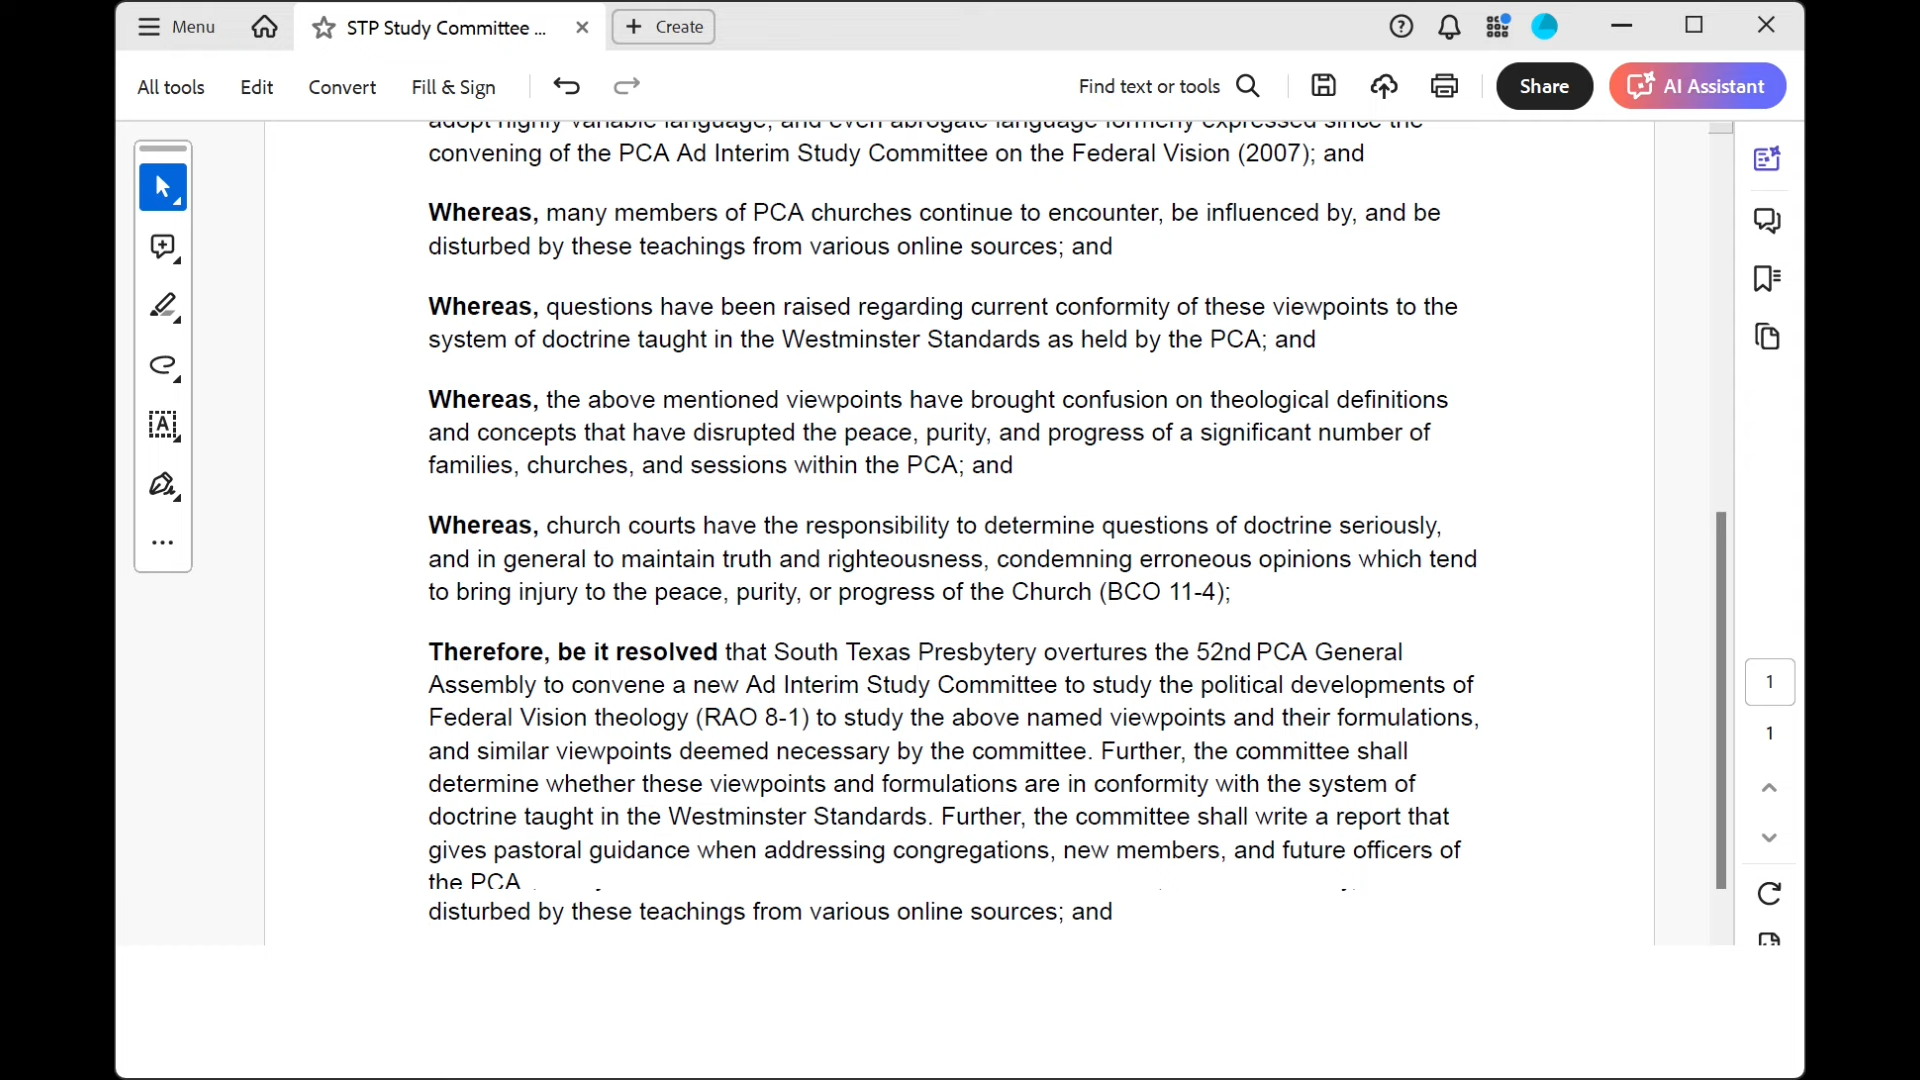 Menu
STP Study Committee ...
Create
All tools
Edit
Convert
Fill & Sign
Find text or tools
Share
AI Assistant
adopt highly variable language, and even abrogate language formerly expressed since the
convening of the PCA Ad Interim Study Committee on the Federal Vision (2007); and
Whereas, many members of PCA churches continue to encounter, be influenced by, and be
disturbed by these teachings from various online sources; and
Whereas, questions have been raised regarding current conformity of these viewpoints to the
system of doctrine taught in the Westminster Standards as held by the PCA; and
Whereas, the above mentioned viewpoints have brought confusion on theological definitions
and concepts that have disrupted the peace, purity, and progress of a significant number of
families, churches, and sessions within the PCA; and
Whereas, church courts have the responsibility to determine questions of doctrine seriously,
and in general to maintain truth and righteousness, condemning erroneous opinions which tend
to bring injury to the peace, purity, or progress of the Church (BCO 11-4);
Therefore, be it resolved that South Texas Presbytery overtures the 52nd PCA General
Assembly to convene a new Ad Interim Study Committee to study the political developments of
Federal Vision theology (RAO 8-1) to study the above named viewpoints and their formulations,
and similar viewpoints deemed necessary by the committee. Further, the committee shall
determine whether these viewpoints and formulations are in conformity with the system of
doctrine taught in the Westminster Standards. Further, the committee shall write a report that
gives pastoral guidance when addressing congregations, new members, and future officers of
the PCA
disturbed by these teachings from various online sources; and
1
1